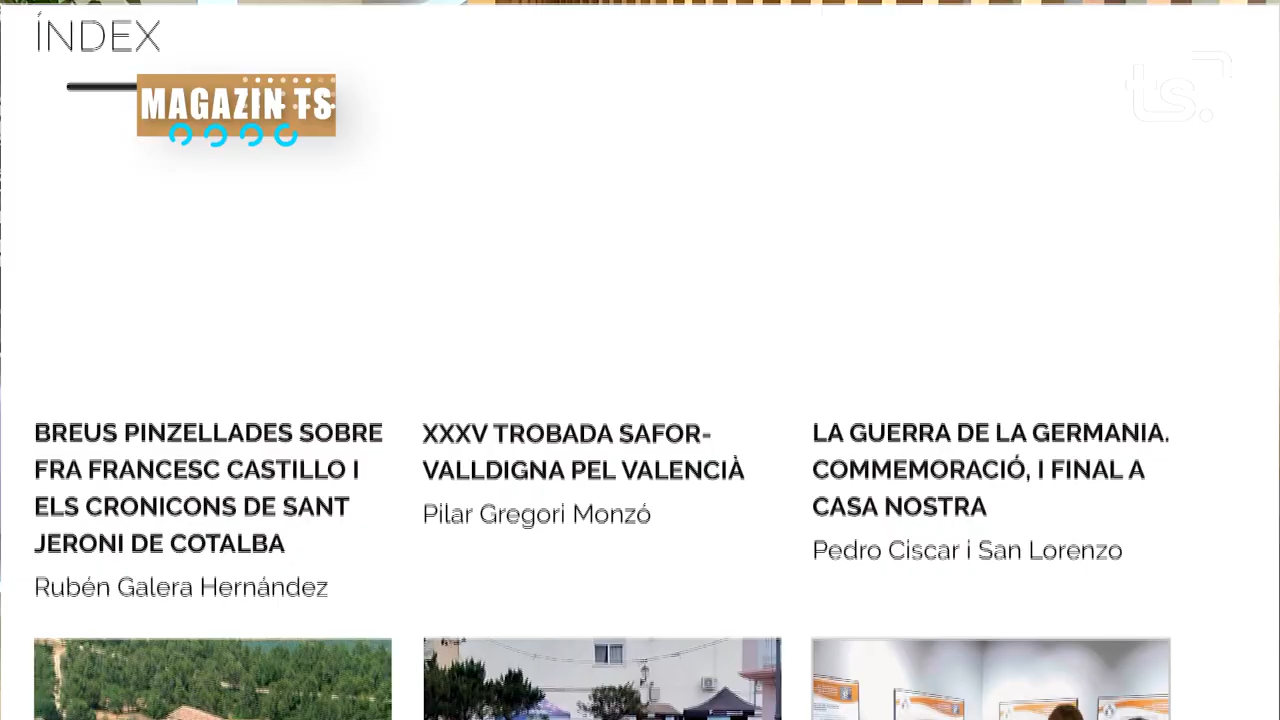 ÍNDEX
MAGAZIN TS
ts.
BREUS PINZELLADES SOBRE
FRA FRANCESC CASTILLO I
ELS CRONICONS DE SANT
JERONI DE COTALBA
Rubén Galera Hernández
XXXV TROBADA SAFOR-
VALLDIGNA PEL VALENCIÀ
Pilar Gregori Monzó
LA GUERRA DE LA GERMANIA.
COMMEMORACIÓ, I FINAL A
CASA NOSTRA
Pedro Ciscar i San Lorenzo